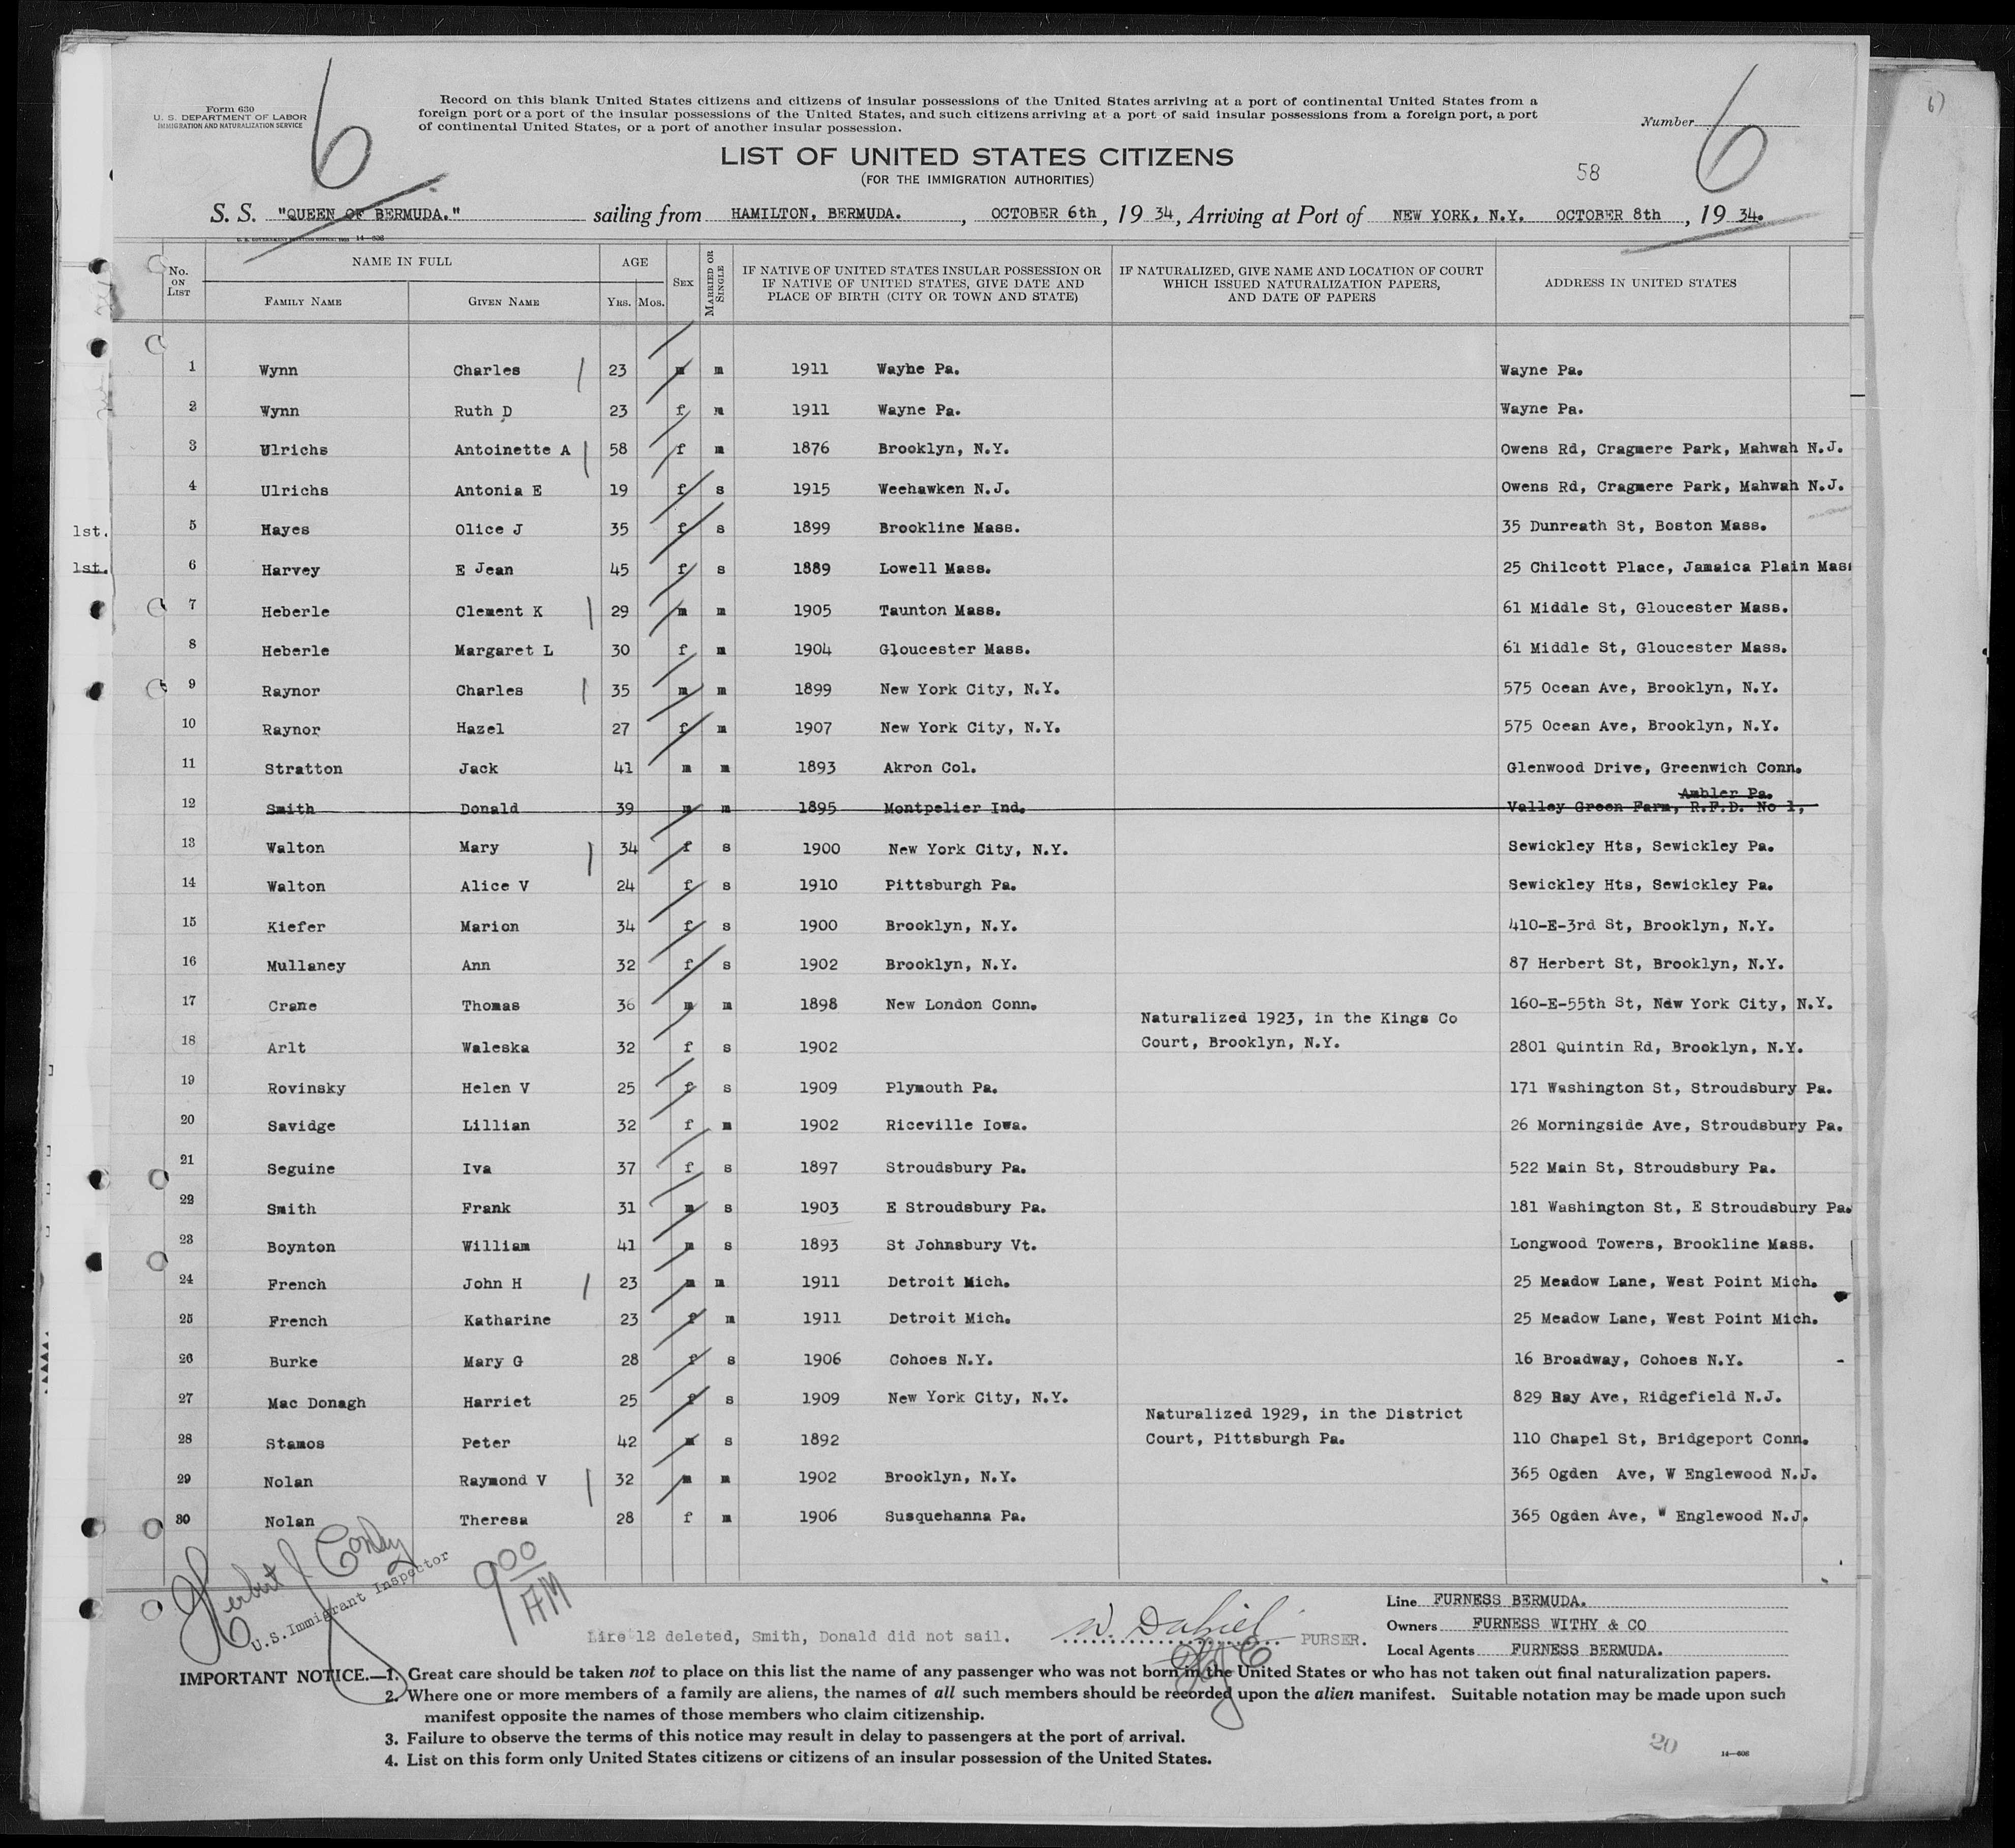 6
6
6)
Form 630
U. S. DEPARTMENT OF LABOR
IMMIGRATION AND NATURALIZATION SERVICE
Record on this blank United States citizens and citizens of insular possessions of the United States arriving at a port of continental United States from a
foreign port or a port of the insular possessions of the United States, and such citizens arriving at a port of said insular possessions from a foreign port, a port
of continental United States, or a port of another insular possession.
Number
LIST OF UNITED STATES CITIZENS
(FOR THE IMMIGRATION AUTHORITIES)
58
S. S. "QUEEN OF BERMUDA." sailing from HAMILTON, BERMUDA. , OCTOBER 6th , 19 34, Arriving at Port of NEW YORK, N.Y. OCTOBER 8th , 19 34.
14—608
No. ON LIST NAME IN FULL AGE SEX MARRIED OR SINGLE IF NATIVE OF UNITED STATES INSULAR POSSESSION OR IF NATIVE OF UNITED STATES, GIVE DATE AND PLACE OF BIRTH (CITY OR TOWN AND STATE) IF NATURALIZED, GIVE NAME AND LOCATION OF COURT WHICH ISSUED NATURALIZATION PAPERS, AND DATE OF PAPERS ADDRESS IN UNITED STATES
FAMILY NAME GIVEN NAME YRS. MOS.
1 Wynn Charles 23 m m 1911 Wayhe Pa. Wayne Pa.
2 Wynn Ruth D 23 f m 1911 Wayne Pa. Wayne Pa.
3 Ulrichs Antoinette A 58 f m 1876 Brooklyn, N.Y. Owens Rd, Cragmere Park, Mahwah N.J.
4 Ulrichs Antonia E 19 f s 1915 Weehawken N.J. Owens Rd, Cragmere Park, Mahwah N.J.
1st. 5 Hayes Olice J 35 f s 1899 Brookline Mass. 35 Dunreath St, Boston Mass.
1st. 6 Harvey E Jean 45 f s 1889 Lowell Mass. 25 Chilcott Place, Jamaica Plain Mas
7 Heberle Clement K 29 m m 1905 Taunton Mass. 61 Middle St, Gloucester Mass.
8 Heberle Margaret L 30 f m 1904 Gloucester Mass. 61 Middle St, Gloucester Mass.
9 Raynor Charles 35 m m 1899 New York City, N.Y. 575 Ocean Ave, Brooklyn, N.Y.
10 Raynor Hazel 27 f m 1907 New York City, N.Y. 575 Ocean Ave, Brooklyn, N.Y.
11 Stratton Jack 41 m m 1893 Akron Col. Glenwood Drive, Greenwich Conn.
Ambler Pa.
12 Smith Donald 39 m m 1895 Montpelier Ind. Valley Green Farm, R.F.D. No 1,
13 Walton Mary 34 f s 1900 New York City, N.Y. Sewickley Hts, Sewickley Pa.
14 Walton Alice V 24 f s 1910 Pittsburgh Pa. Sewickley Hts, Sewickley Pa.
15 Kiefer Marion 34 f s 1900 Brooklyn, N.Y. 410-E-3rd St, Brooklyn, N.Y.
16 Mullaney Ann 32 f s 1902 Brooklyn, N.Y. 87 Herbert St, Brooklyn, N.Y.
17 Crane Thomas 36 m m 1898 New London Conn. 160-E-55th St, New York City, N.Y.
Naturalized 1923, in the Kings Co
18 Arlt Waleska 32 f s 1902 Court, Brooklyn, N.Y. 2801 Quintin Rd, Brooklyn, N.Y.
19 Rovinsky Helen V 25 f s 1909 Plymouth Pa. 171 Washington St, Stroudsbury Pa.
20 Savidge Lillian 32 f m 1902 Riceville Iowa. 26 Morningside Ave, Stroudsbury Pa.
21 Seguine Iva 37 f s 1897 Stroudsbury Pa. 522 Main St, Stroudsbury Pa.
22 Smith Frank 31 m s 1903 E Stroudsbury Pa. 181 Washington St, E Stroudsbury Pa.
23 Boynton William 41 m s 1893 St Johnsbury Vt. Longwood Towers, Brookline Mass.
24 French John H 23 m m 1911 Detroit Mich. 25 Meadow Lane, West Point Mich.
25 French Katharine 23 f m 1911 Detroit Mich. 25 Meadow Lane, West Point Mich.
26 Burke Mary G 28 f s 1906 Cohoes N.Y. 16 Broadway, Cohoes N.Y.
27 Mac Donagh Harriet 25 f s 1909 New York City, N.Y. 829 Bay Ave, Ridgefield N.J.
Naturalized 1929, in the District
28 Stamos Peter 42 m s 1892 Court, Pittsburgh Pa. 110 Chapel St, Bridgeport Conn.
29 Nolan Raymond V 32 m m 1902 Brooklyn, N.Y. 365 Ogden Ave, W Englewood N.J.
30 Nolan Theresa 28 f m 1906 Susquehanna Pa. 365 Ogden Ave, W Englewood N.J.
Herbert J
U.S.Immigrant Inspector
900
AM
Line 12 deleted, Smith, Donald did not sail.
PURSER.
Line FURNESS BERMUDA.
Owners FURNESS WITHY & CO
Local Agents FURNESS BERMUDA.
IMPORTANT NOTICE.—1. Great care should be taken not to place on this list the name of any passenger who was not born in the United States or who has not taken out final naturalization papers.
2. Where one or more members of a family are aliens, the names of all such members should be recorded upon the alien manifest. Suitable notation may be made upon such
manifest opposite the names of those members who claim citizenship.
3. Failure to observe the terms of this notice may result in delay to passengers at the port of arrival.
4. List on this form only United States citizens or citizens of an insular possession of the United States.
20
14—608